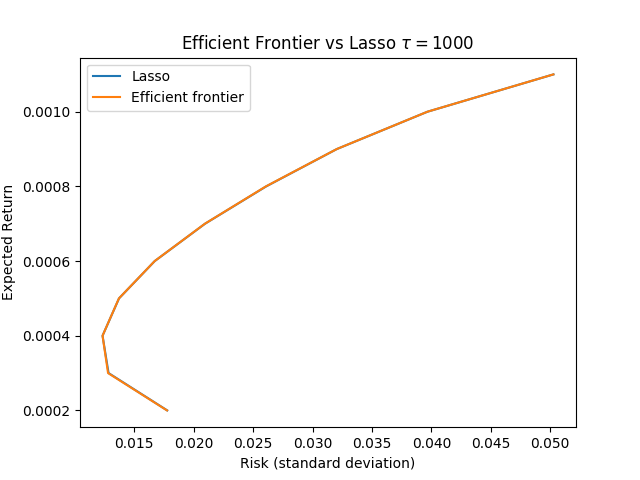 Efficient Frontier vs Lasso τ = 1000
Lasso
Efficient frontier
Expected Return
0.0010
0.0008
0.0006
0.0004
0.0002
0.015 0.020 0.025 0.030 0.035 0.040 0.045 0.050
Risk (standard deviation)